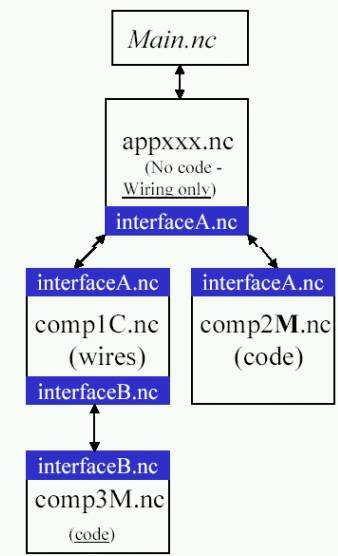 Main.nc
appxxx.nc
(No code -
Wiring only)
interfaceA.nc
interfaceA.nc
comp1C.nc
(wires)
interfaceB.nc
interfaceA.nc
comp2M.nc
(code)
interfaceB.nc
comp3M.nc
(code)